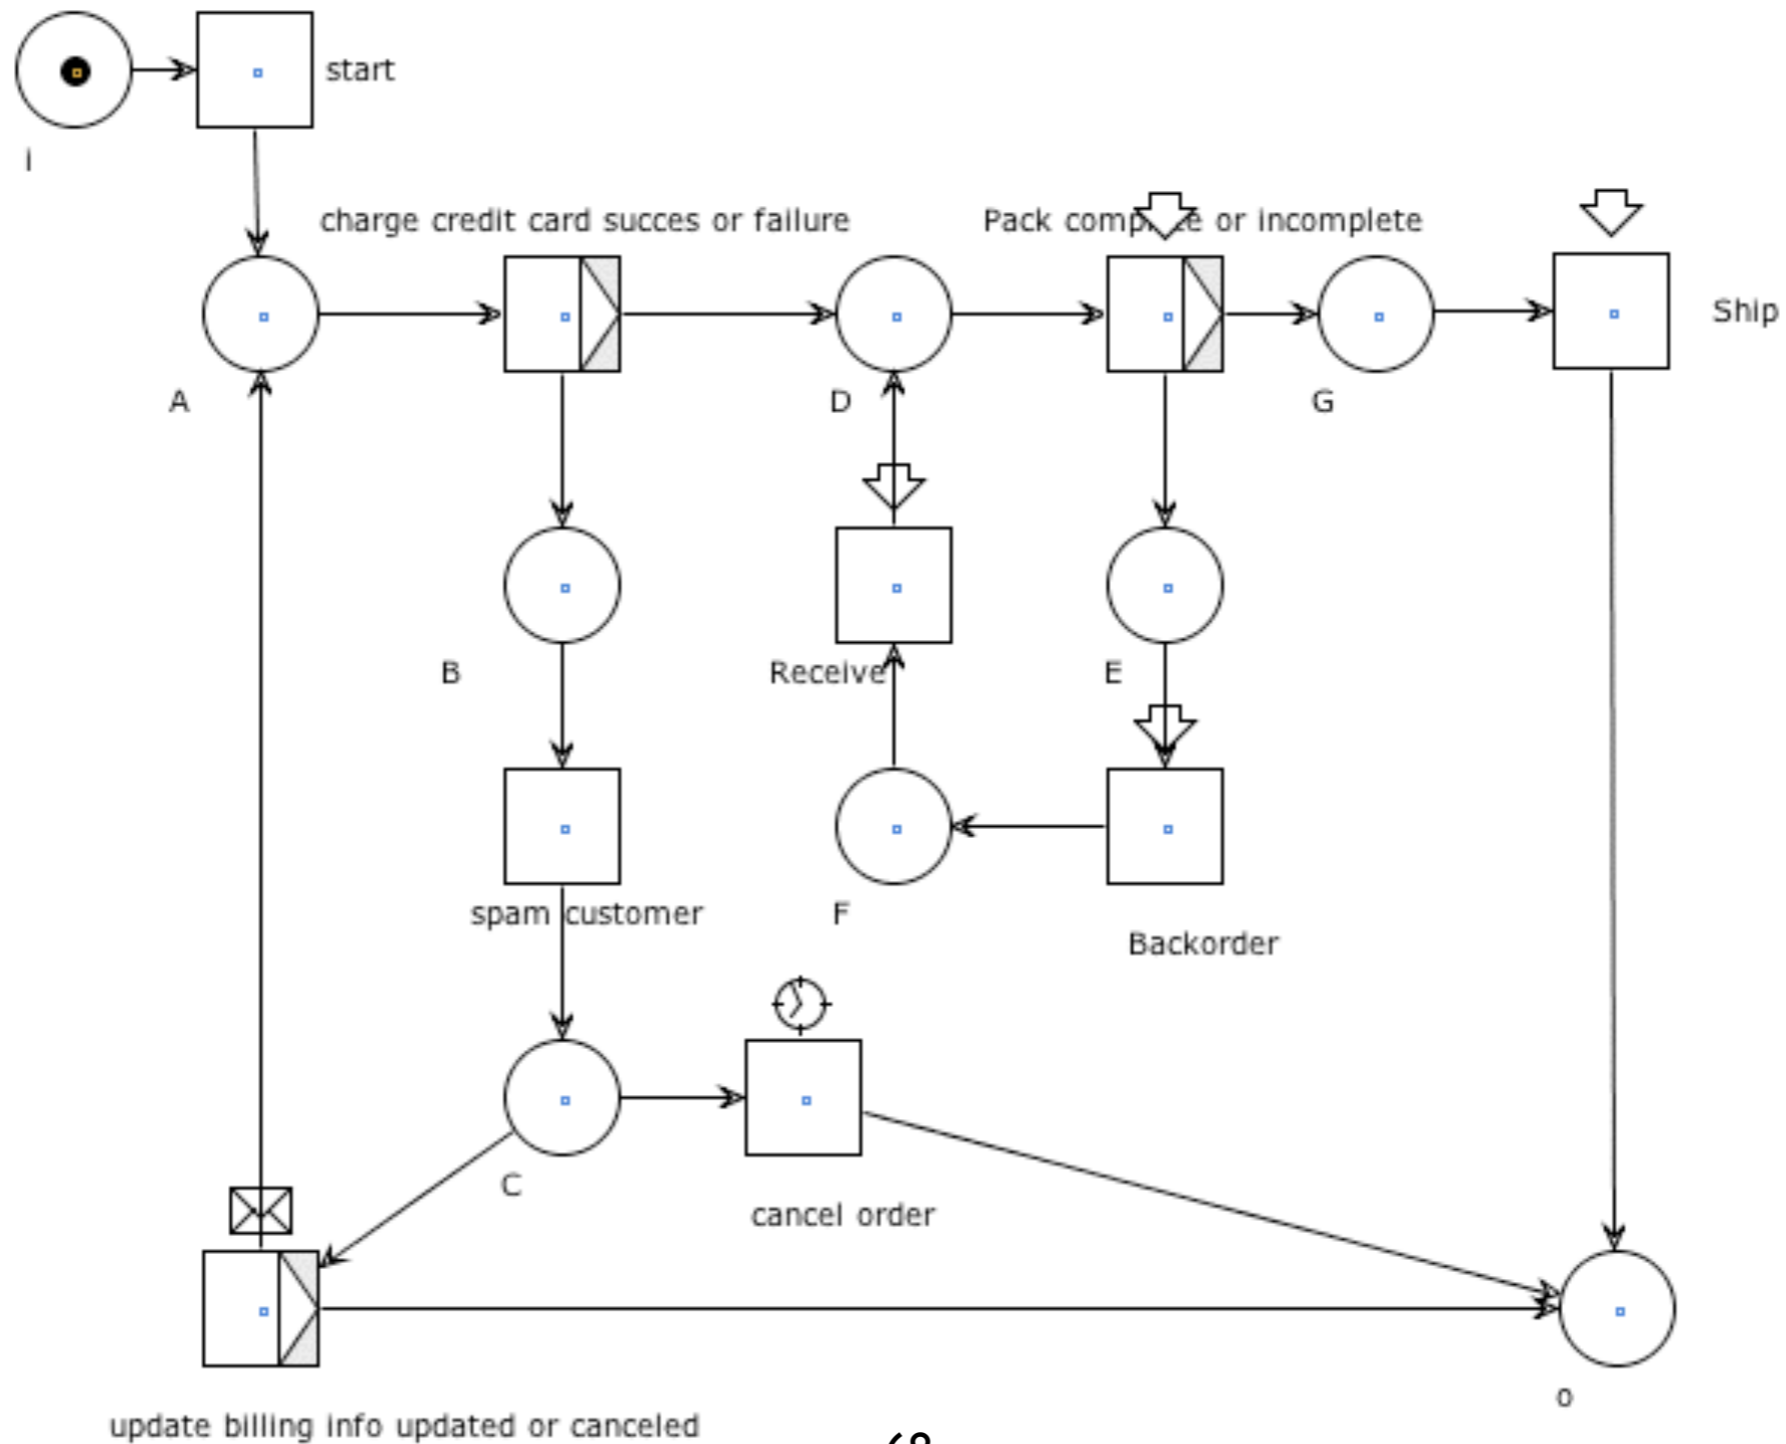 start
i
charge credit card succes or failure
Pack complete or incomplete
Ship
A
D
G
B
Receive
E
spam customer
F
Backorder
C
cancel order
o
update billing info updated or canceled